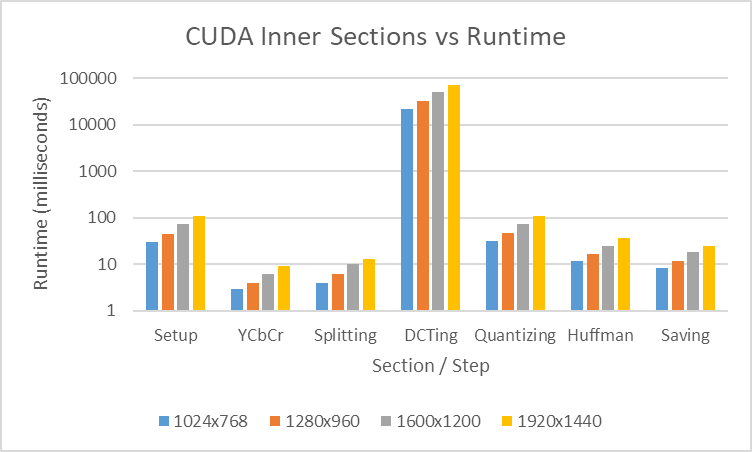 CUDA Inner Sections vs Runtime
Runtime (milliseconds)
100000
10000
1000
100
10
1
Setup YCbCr Splitting DCTing Quantizing Huffman Saving
Section / Step
1024x768 1280x960 1600x1200 1920x1440